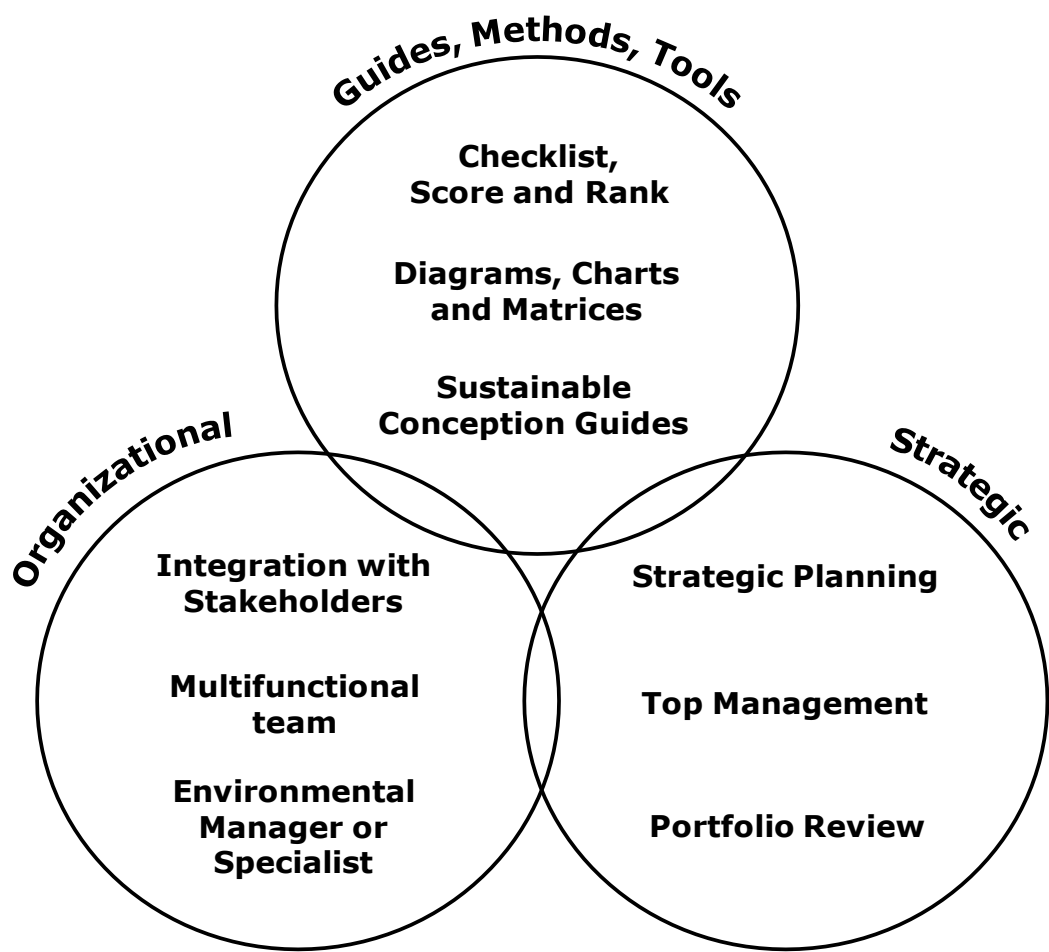 Guides, Methods, Tools
Checklist,
Score and Rank
Diagrams, Charts
and Matrices
Sustainable
Conception Guides
Organizational
Integration with
Stakeholders
Multifunctional
team
Environmental
Manager or
Specialist
Strategic
Strategic Planning
Top Management
Portfolio Review